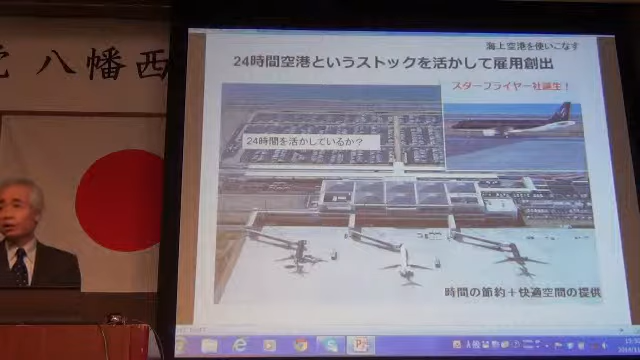 八幡西
海上空港を使いこなす
24時間空港というストックを活かして雇用創出
スターフライヤー社誕生！
24時間を活かしているか？
時間の節約＋快適空間の提供